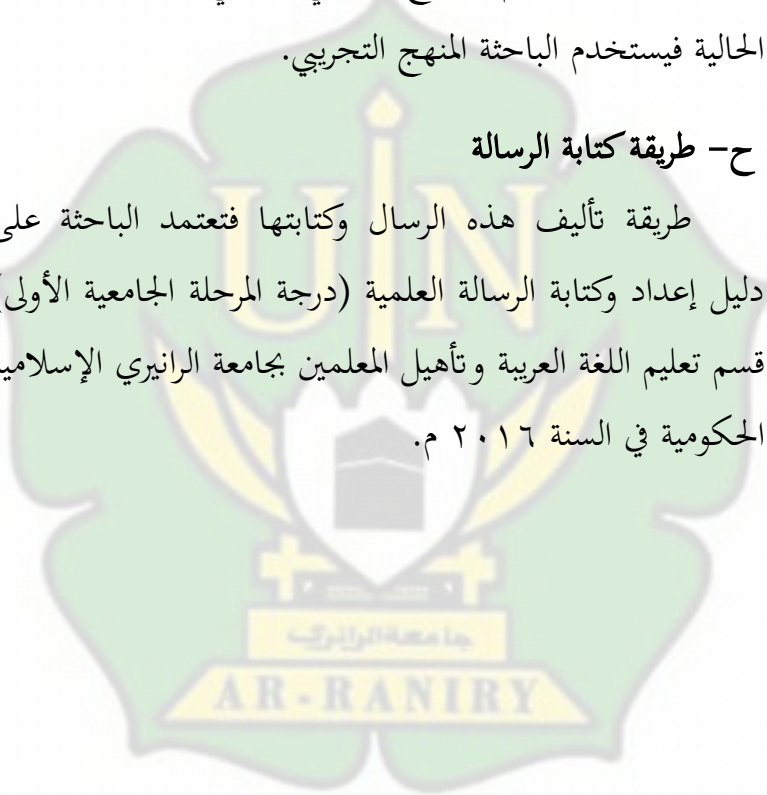 الحالية فيستخدم الباحثة المنهج التجريبي.
ح- طريقة كتابة الرسالة
طريقة تأليف هذه الرسال وكتابتها فتعتمد الباحثة على
دليل إعداد وكتابة الرسالة العلمية (درجة المرحلة الجامعية الأولى)
قسم تعليم اللغة العربية وتأهيل المعلمين بجامعة الرانيري الإسلامية
الحكومية في السنة ٢٠١٦ م.
UIN
جامعة الرانيري
AR-RANIRY